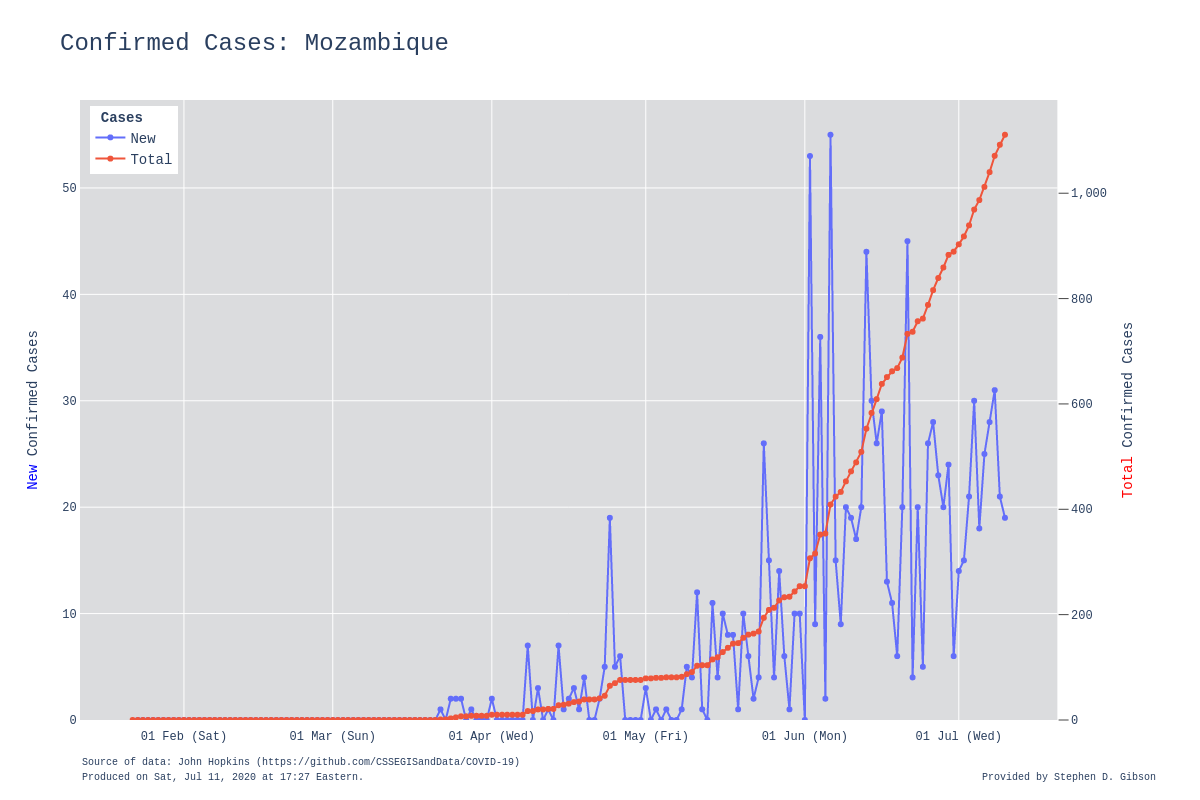 Confirmed Cases: Mozambique
Cases
New
Total
50
40
30
20
10
0
New Confirmed Cases
1,000
800
600
400
200
0
Total Confirmed Cases
01 Feb (Sat) 01 Mar (Sun) 01 Apr (Wed) 01 May (Fri) 01 Jun (Mon) 01 Jul (Wed)
Source of data: John Hopkins (https://github.com/CSSEGISandData/COVID-19)
Produced on Sat, Jul 11, 2020 at 17:27 Eastern.
Provided by Stephen D. Gibson